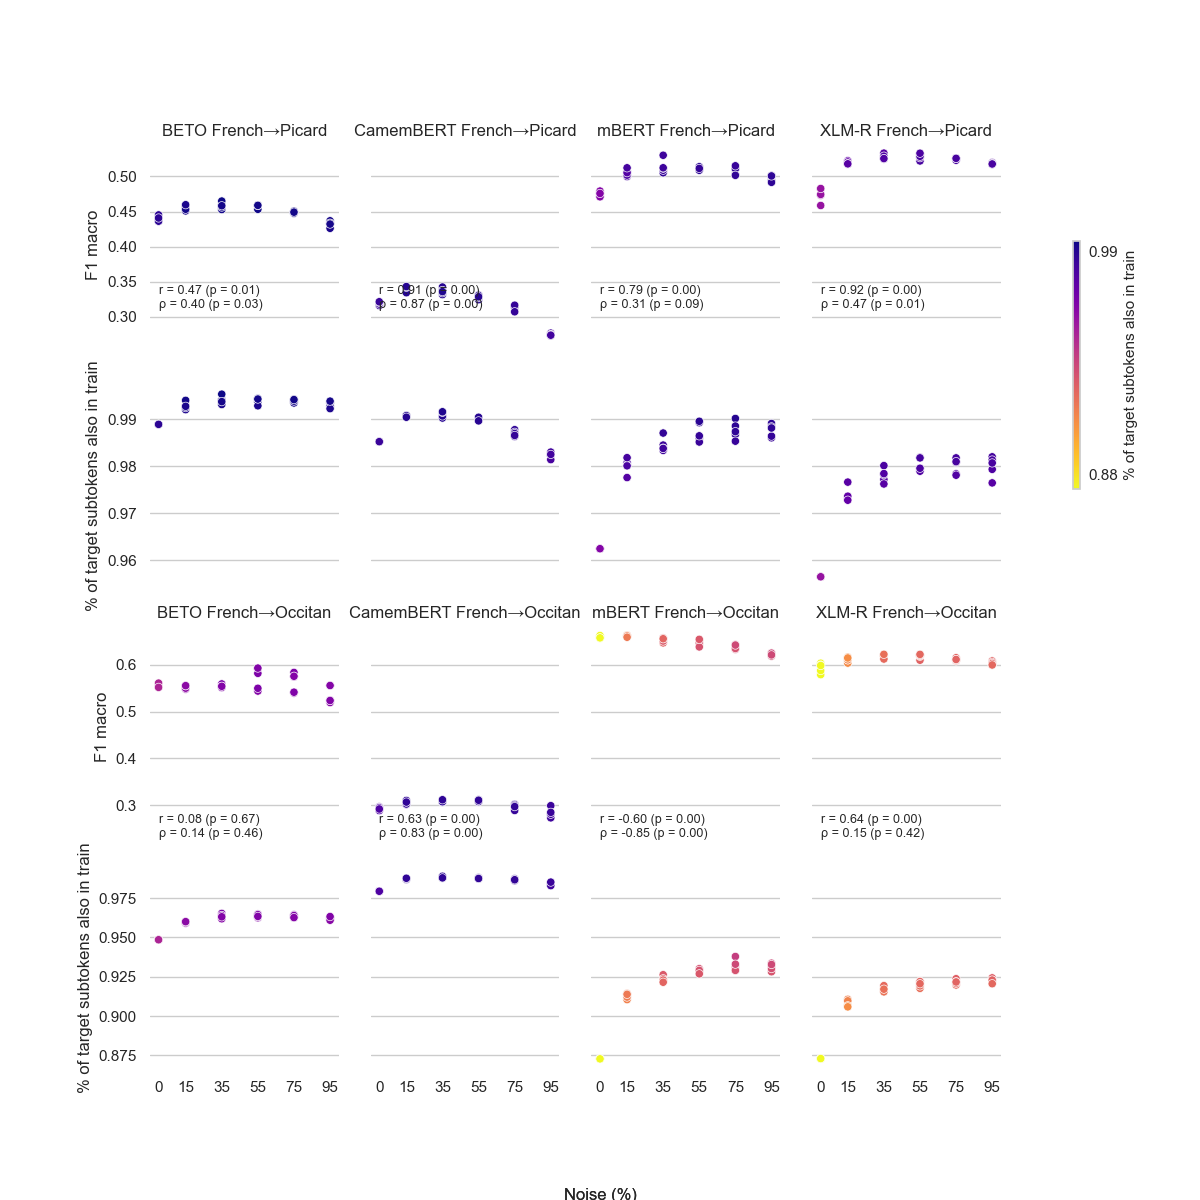 BETO French→Picard
CamemBERT French→Picard
mBERT French→Picard
XLM-R French→Picard
F1 macro
0.50
0.45
0.40
0.35
0.30
r = 0.47 (p = 0.01)
ρ = 0.40 (p = 0.03)
r = 0.91 (p = 0.00)
ρ = 0.87 (p = 0.00)
r = 0.79 (p = 0.00)
ρ = 0.31 (p = 0.09)
r = 0.92 (p = 0.00)
ρ = 0.47 (p = 0.01)
0.99
0.88
% of target subtokens also in train
% of target subtokens also in train
0.99
0.98
0.97
0.96
BETO French→Occitan
CamemBERT French→Occitan
mBERT French→Occitan
XLM-R French→Occitan
F1 macro
0.6
0.5
0.4
0.3
r = 0.08 (p = 0.67)
ρ = 0.14 (p = 0.46)
r = 0.63 (p = 0.00)
ρ = 0.83 (p = 0.00)
r = -0.60 (p = 0.00)
ρ = -0.85 (p = 0.00)
r = 0.64 (p = 0.00)
ρ = 0.15 (p = 0.42)
% of target subtokens also in train
0.975
0.950
0.925
0.900
0.875
0 15 35 55 75 95
0 15 35 55 75 95
0 15 35 55 75 95
0 15 35 55 75 95
Noise (%)